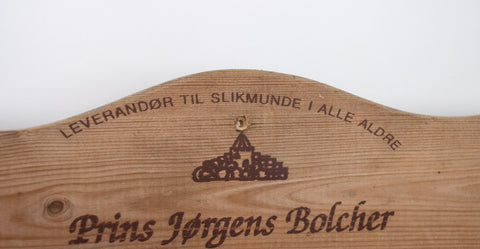 LEVERANDØR TIL SLIKMUNDE I ALLE ALDRE
Prins Jørgens Bolcher